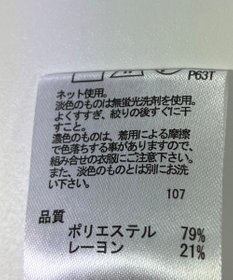 P631
ネット使用。
淡色のものは無蛍光洗剤を使用。
よくすすぎ、絞りの後すぐに干
すこと。
濃色のものは、着用による摩擦
で色落ちする事がありますので、
組み合せの衣服にご注意下さい。
また、淡色のものとは別にお洗
い下さい。
107
品質
ポリエステル 79%
レーヨン 21%